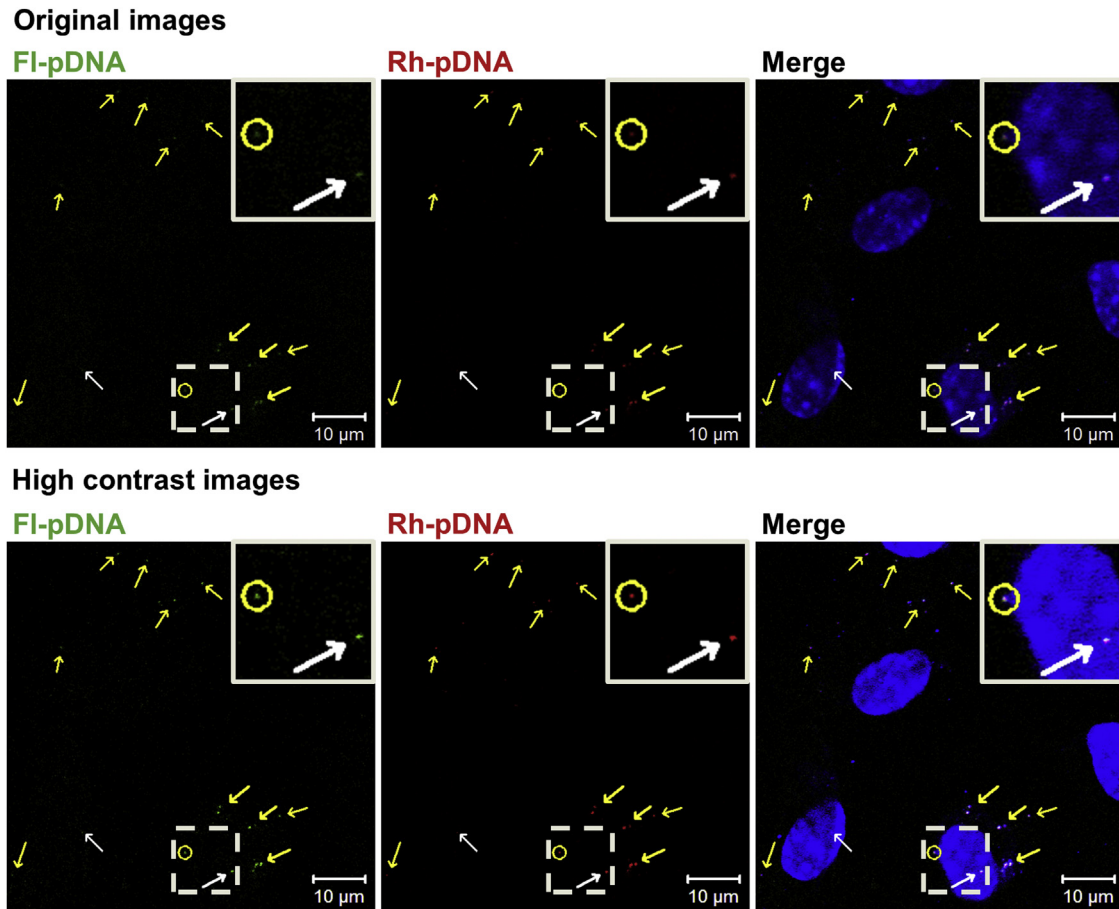 Original images
Fl-pDNA Rh-pDNA Merge
10 µm 10 µm 10 µm
High contrast images
Fl-pDNA Rh-pDNA Merge
10 µm 10 µm 10 µm